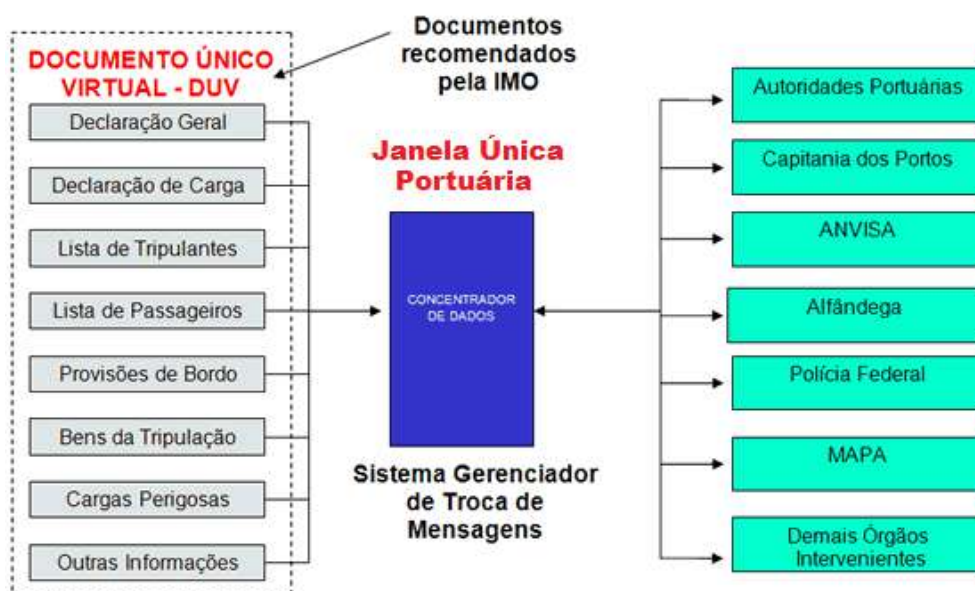 Documentos
recomendados
pela IMO
DOCUMENTO ÚNICO
VIRTUAL - DUV
Declaração Geral
Declaração de Carga
Lista de Tripulantes
Lista de Passageiros
Provisões de Bordo
Bens da Tripulação
Cargas Perigosas
Outras Informações
Janela Única
Portuária
CONCENTRADOR
DE DADOS
Sistema Gerenciador
de Troca de
Mensagens
Autoridades Portuárias
Capitania dos Portos
ANVISA
Alfândega
Polícia Federal
MAPA
Demais Órgãos
Intervenientes